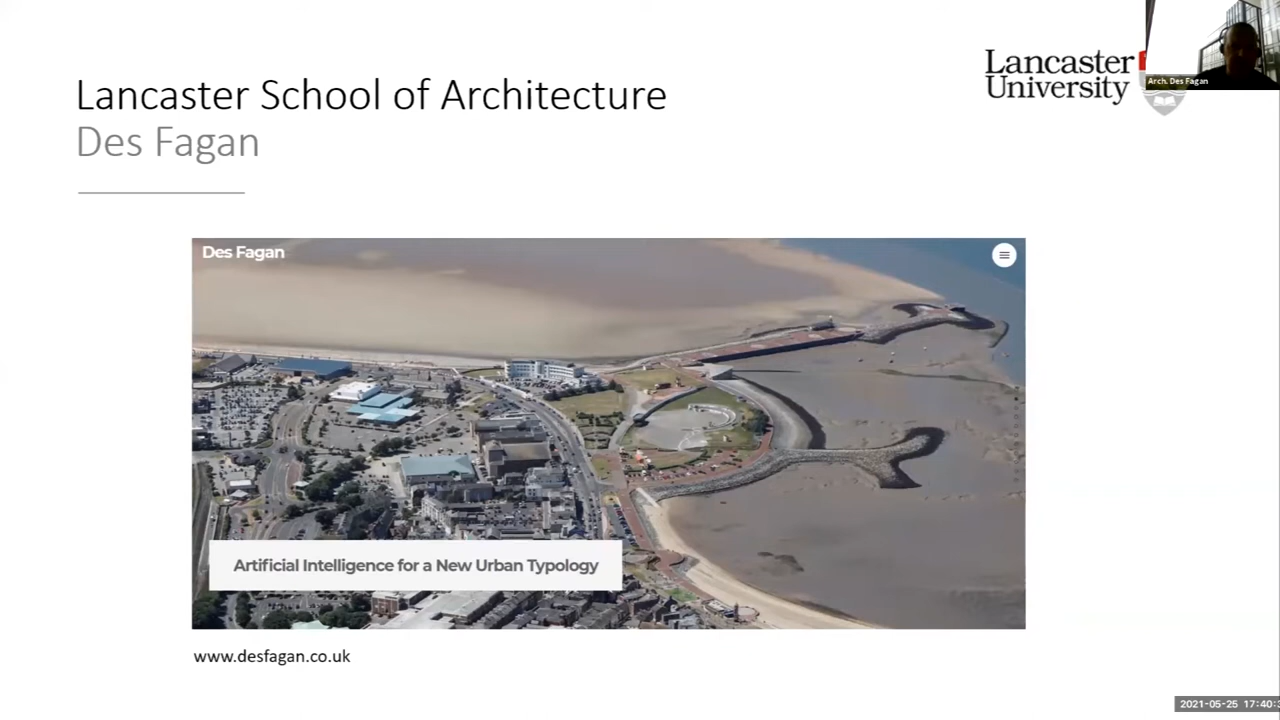 Lancaster School of Architecture
Des Fagan
Lancaster
University
Arch. Des Fagan
Des Fagan
Artificial Intelligence for a New Urban Typology
www.desfagan.co.uk
2021-05-25 17:40: